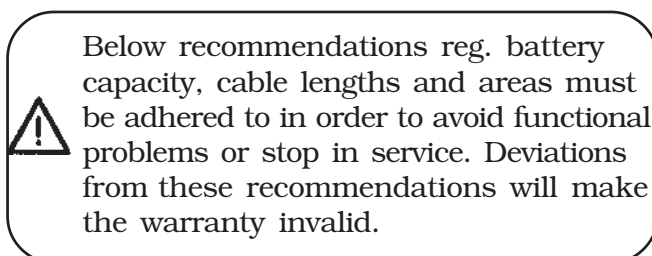 Below recommendations reg. battery
capacity, cable lengths and areas must
be adhered to in order to avoid functional
problems or stop in service. Deviations
from these recommendations will make
the warranty invalid.